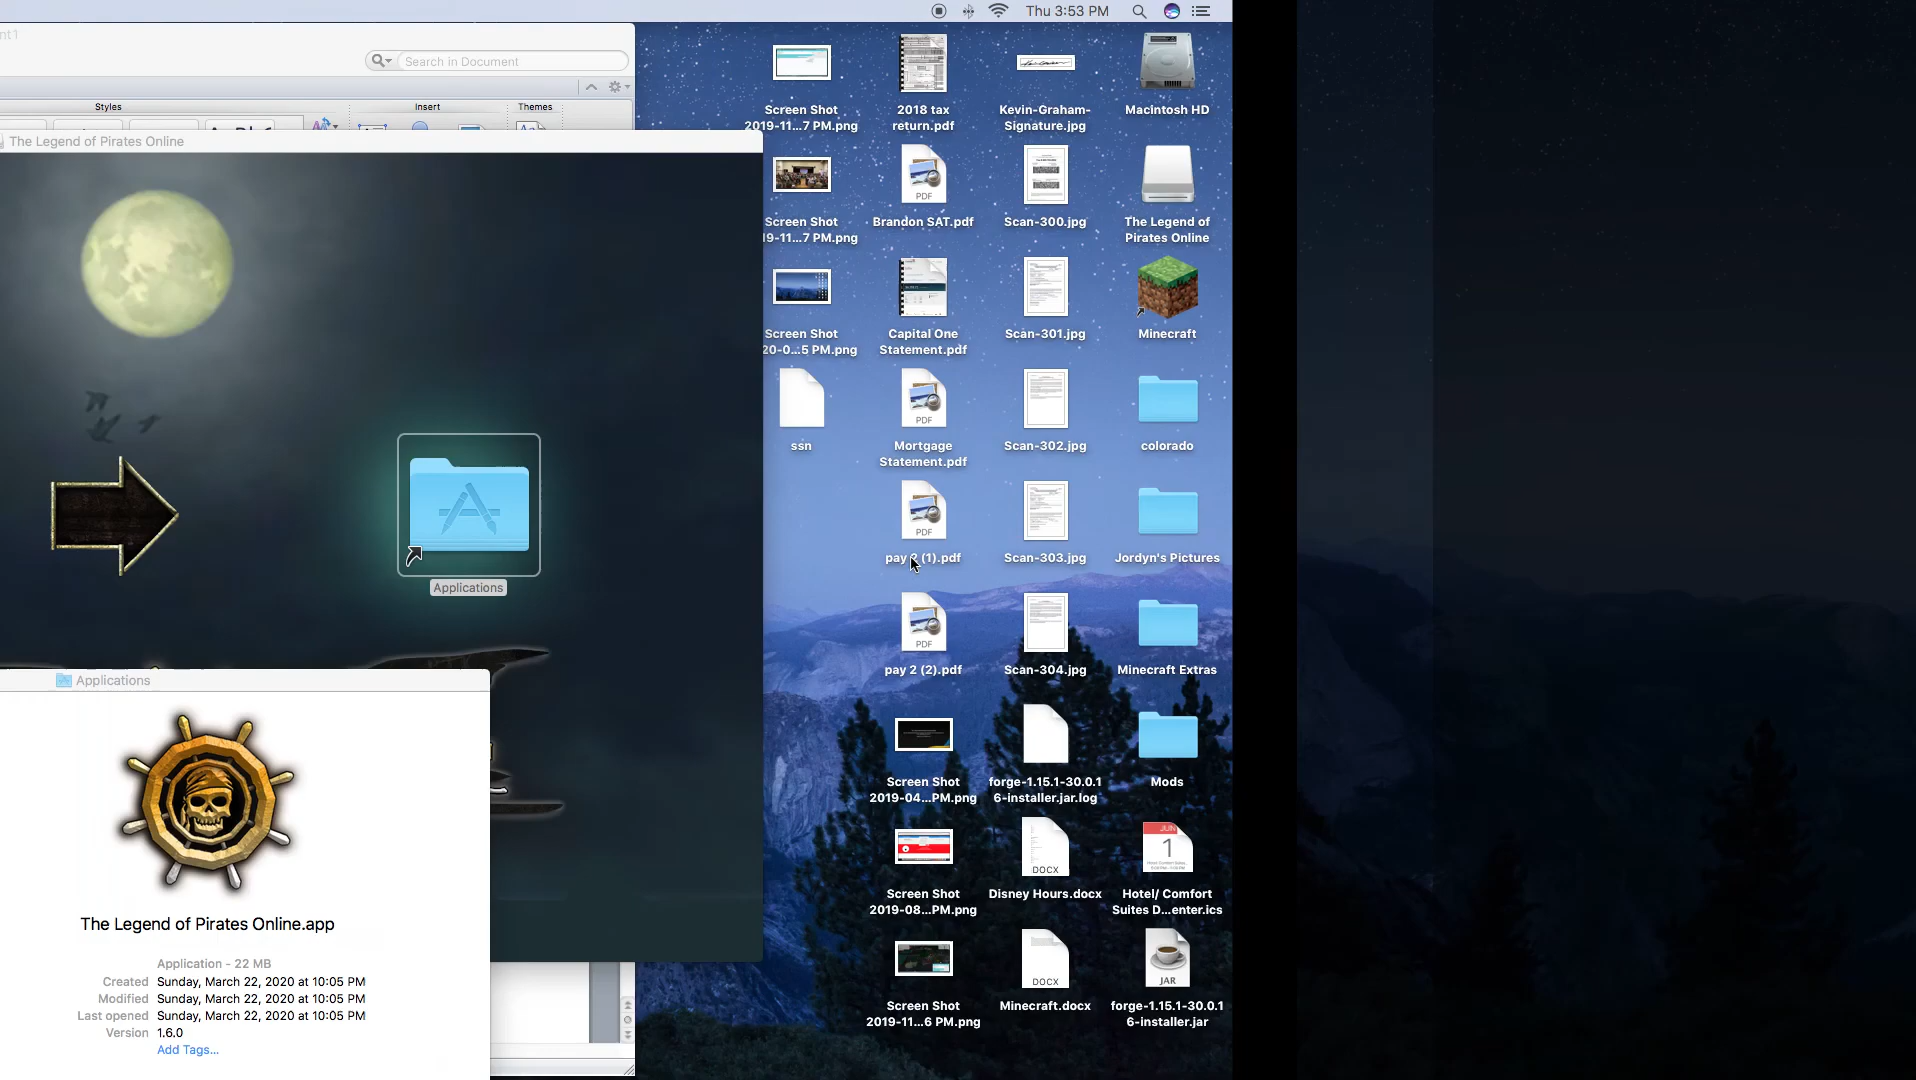 nt1
Thu 3:53 PM
Search in Document
Styles
Insert
Themes
The Legend of Pirates Online
Applications
Applications
The Legend of Pirates Online.app
Application - 22 MB
Created Sunday, March 22, 2020 at 10:05 PM
Modified Sunday, March 22, 2020 at 10:05 PM
Last opened Sunday, March 22, 2020 at 10:05 PM
Version 1.6.0
Add Tags...
Screen Shot
2019-11...7 PM.png
2018 tax
return.pdf
Kevin-Graham-
Signature.jpg
Macintosh HD
Screen Shot
19-11...7 PM.png
PDF
Brandon SAT.pdf
Scan-300.jpg
The Legend of
Pirates Online
Screen Shot
20-0...5 PM.png
Capital One
Statement.pdf
Scan-301.jpg
Minecraft
ssn
PDF
Mortgage
Statement.pdf
Scan-302.jpg
colorado
PDF
pay 2 (1).pdf
Scan-303.jpg
Jordyn's Pictures
PDF
pay 2 (2).pdf
Scan-304.jpg
Minecraft Extras
Screen Shot
2019-04...PM.png
forge-1.15.1-30.0.1
6-installer.jar.log
Mods
Screen Shot
2019-08...PM.png
DOCX
Disney Hours.docx
JUN
1
Hotel/ Comfort
Suites D...enter.ics
Screen Shot
2019-11...6 PM.png
DOCX
Minecraft.docx
JAR
forge-1.15.1-30.0.1
6-installer.jar